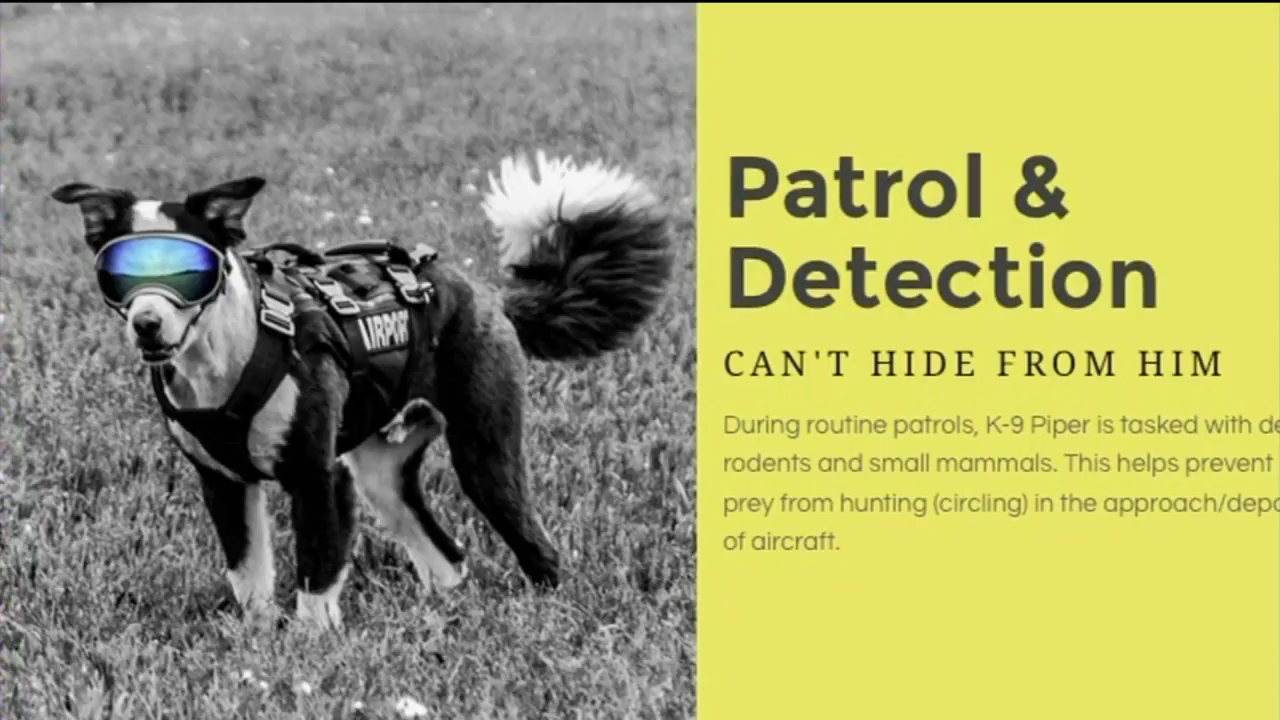 Patrol &
Detection
CAN'T HIDE FROM HIM
During routine patrols, K-9 Piper is tasked with
rodents and small mammals. This helps prevent
prey from hunting (circling) in the approach/
of aircraft.
AIRPORT